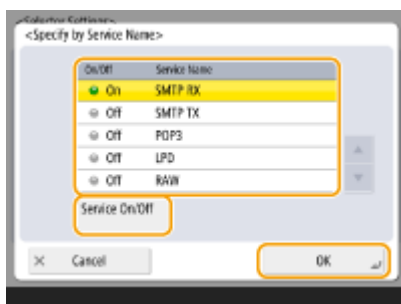 <Selector Settings>
<Specify by Service Name>
On/Off Service Name
On SMTP RX
Off SMTP TX
Off POP3
Off LPD
Off RAW
Service On/Off
× Cancel
OK